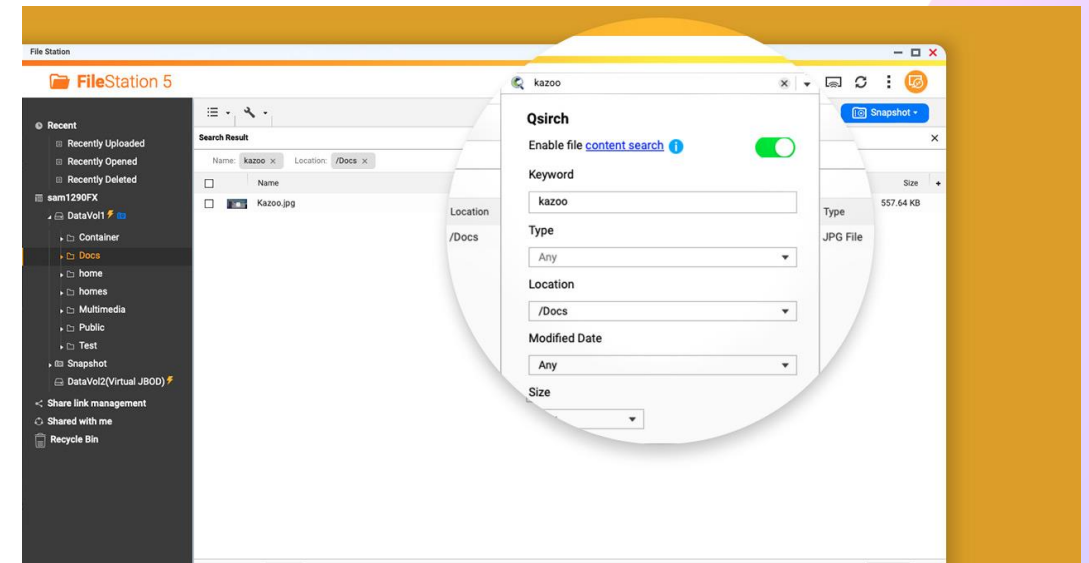 File Station
FileStation 5
kazoo
Snapshot
Recent
Recently Uploaded
Recently Opened
Recently Deleted
sam1290FX
DataVol1
Container
Docs
home
homes
Multimedia
Public
Test
Snapshot
DataVol2(Virtual JBOD)
Share link management
Shared with me
Recycle Bin
Search Result
Name: kazoo × Location: /Docs ×
Name
Size
Kazoo.jpg
557.64 KB
Location
Type
/Docs
JPG File
Qsirch
Enable file content search
Keyword
kazoo
Type
Any
Location
/Docs
Modified Date
Any
Size